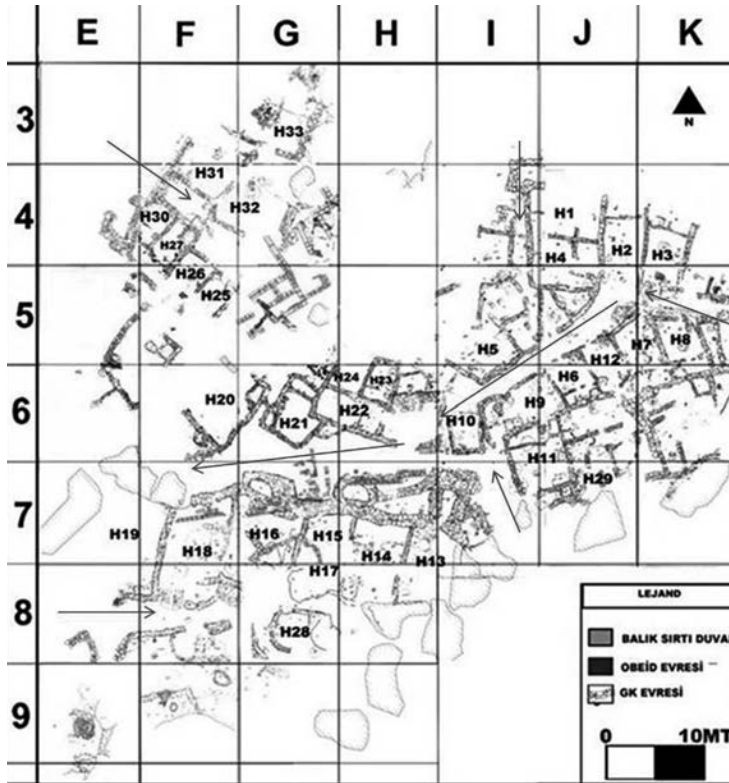 E F G H I J K
3
H33
N
H31
4
H30 H32 H1
H27 H4 H2 H3
H26
H25
5
H5 H12 H7 H8
H24 H23 H6
6
H20 H21 H22 H10 H9
H11
H29
7
H19 H18 H16 H15 H14 H13
H17
8
H28
9
LEJAND
BALIK SIRTI DUVA
OBEİD EVRESİ
GK EVRESİ
0 10MT